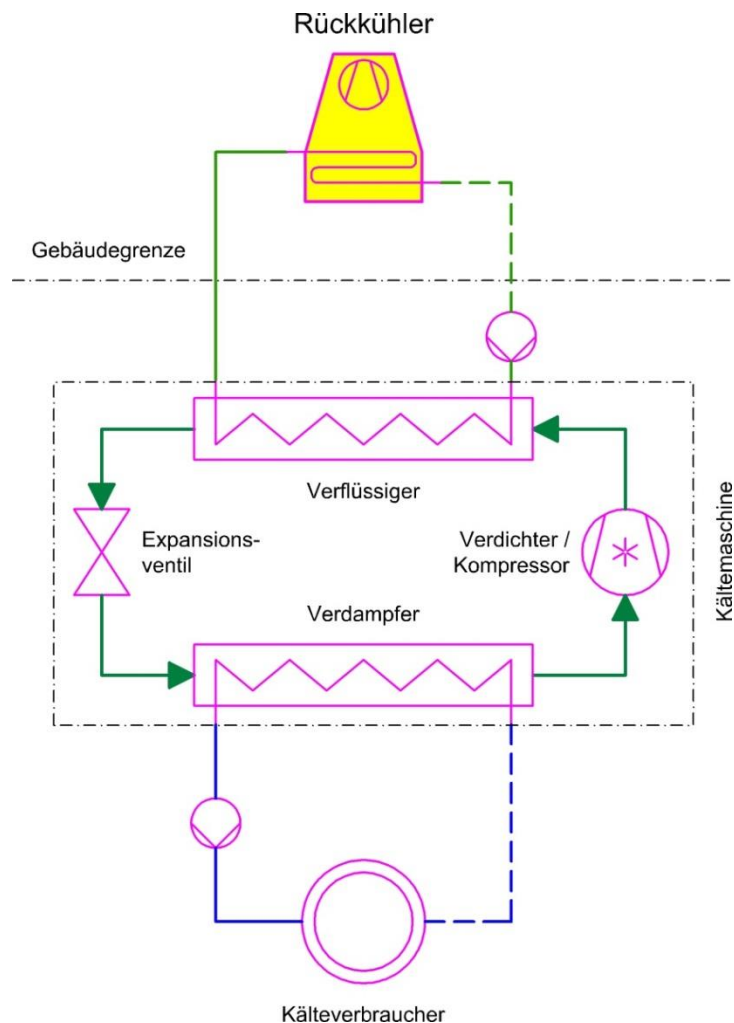 Rückkühler
Gebäudegrenze
Verflüssiger
Expansions-
ventil
Verdichter /
Kompressor
Kältemaschine
Verdampfer
Kälteverbraucher